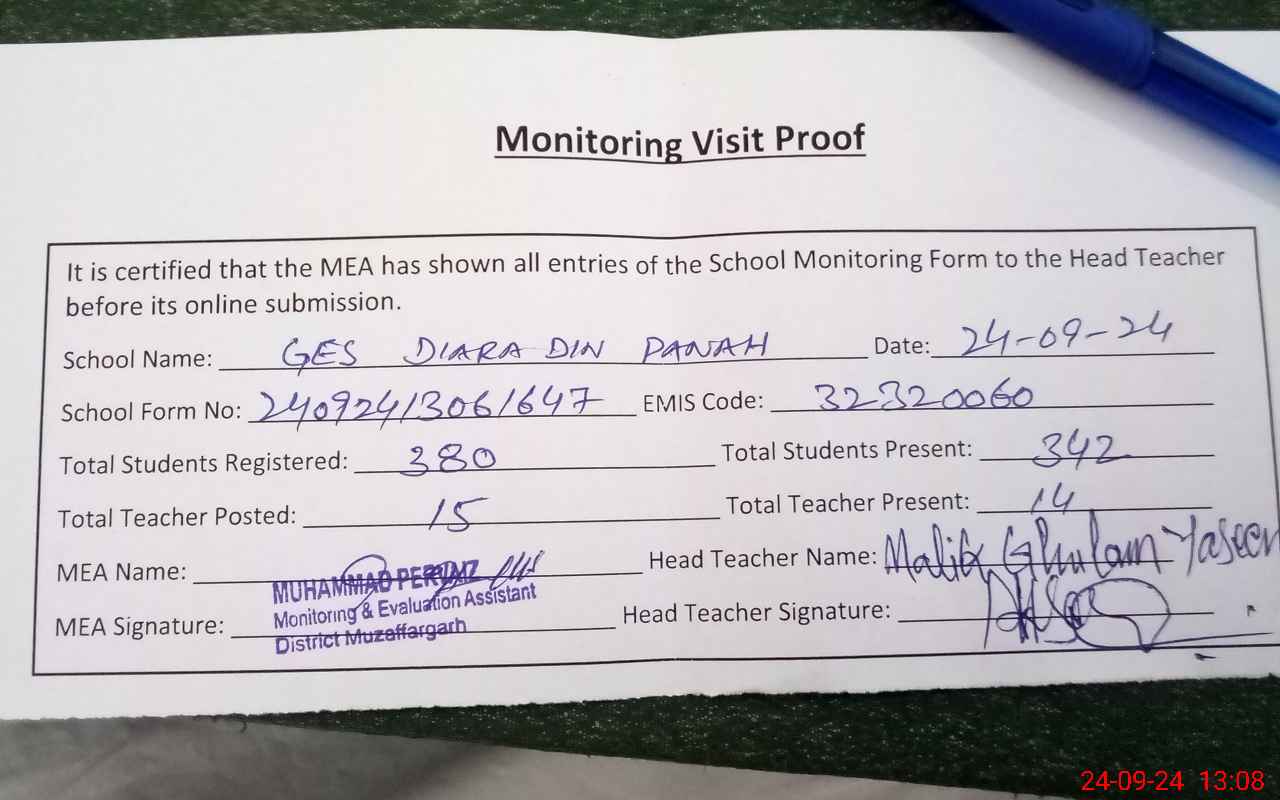 Monitoring Visit Proof
It is certified that the MEA has shown all entries of the School Monitoring Form to the Head Teacher
before its online submission.
School Name: GES DIARA DIN PANAH Date: 24-09-24
School Form No: 24092413061647 EMIS Code: 32320060
Total Students Registered: 380 Total Students Present: 342
Total Teacher Posted: 15 Total Teacher Present: 14
MEA Name: Head Teacher Name: Malik Ghulam Yaseen
MUHAMMAD
Monitoring & Evaluation Assistant
MEA Signature: Head Teacher Signature:
District Muzaffargarh
24-09-24 13:08